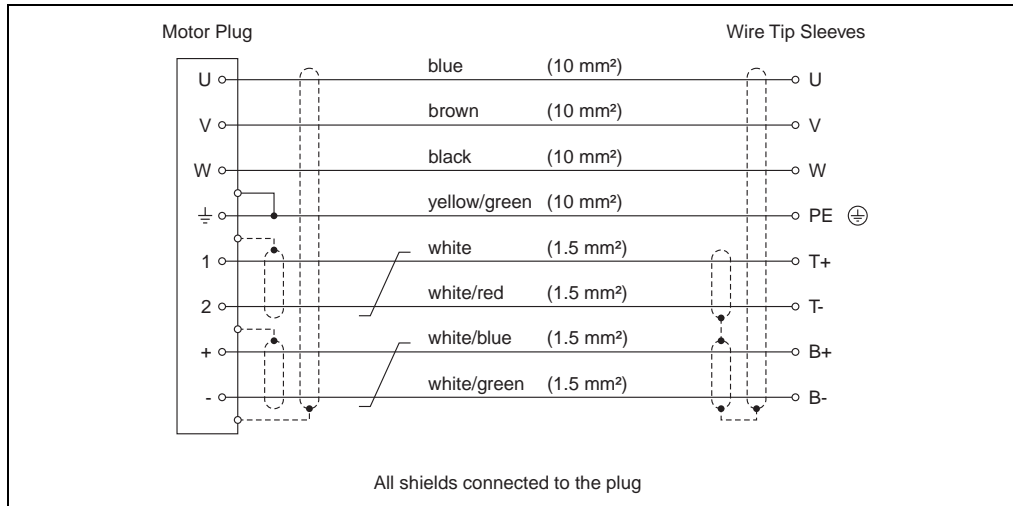 Motor Plug Wire Tip Sleeves
U blue (10 mm²) U
V brown (10 mm²) V
W black (10 mm²) W
yellow/green (10 mm²) PE
1 white (1.5 mm²) T+
2 white/red (1.5 mm²) T-
+ white/blue (1.5 mm²) B+
- white/green (1.5 mm²) B-
All shields connected to the plug